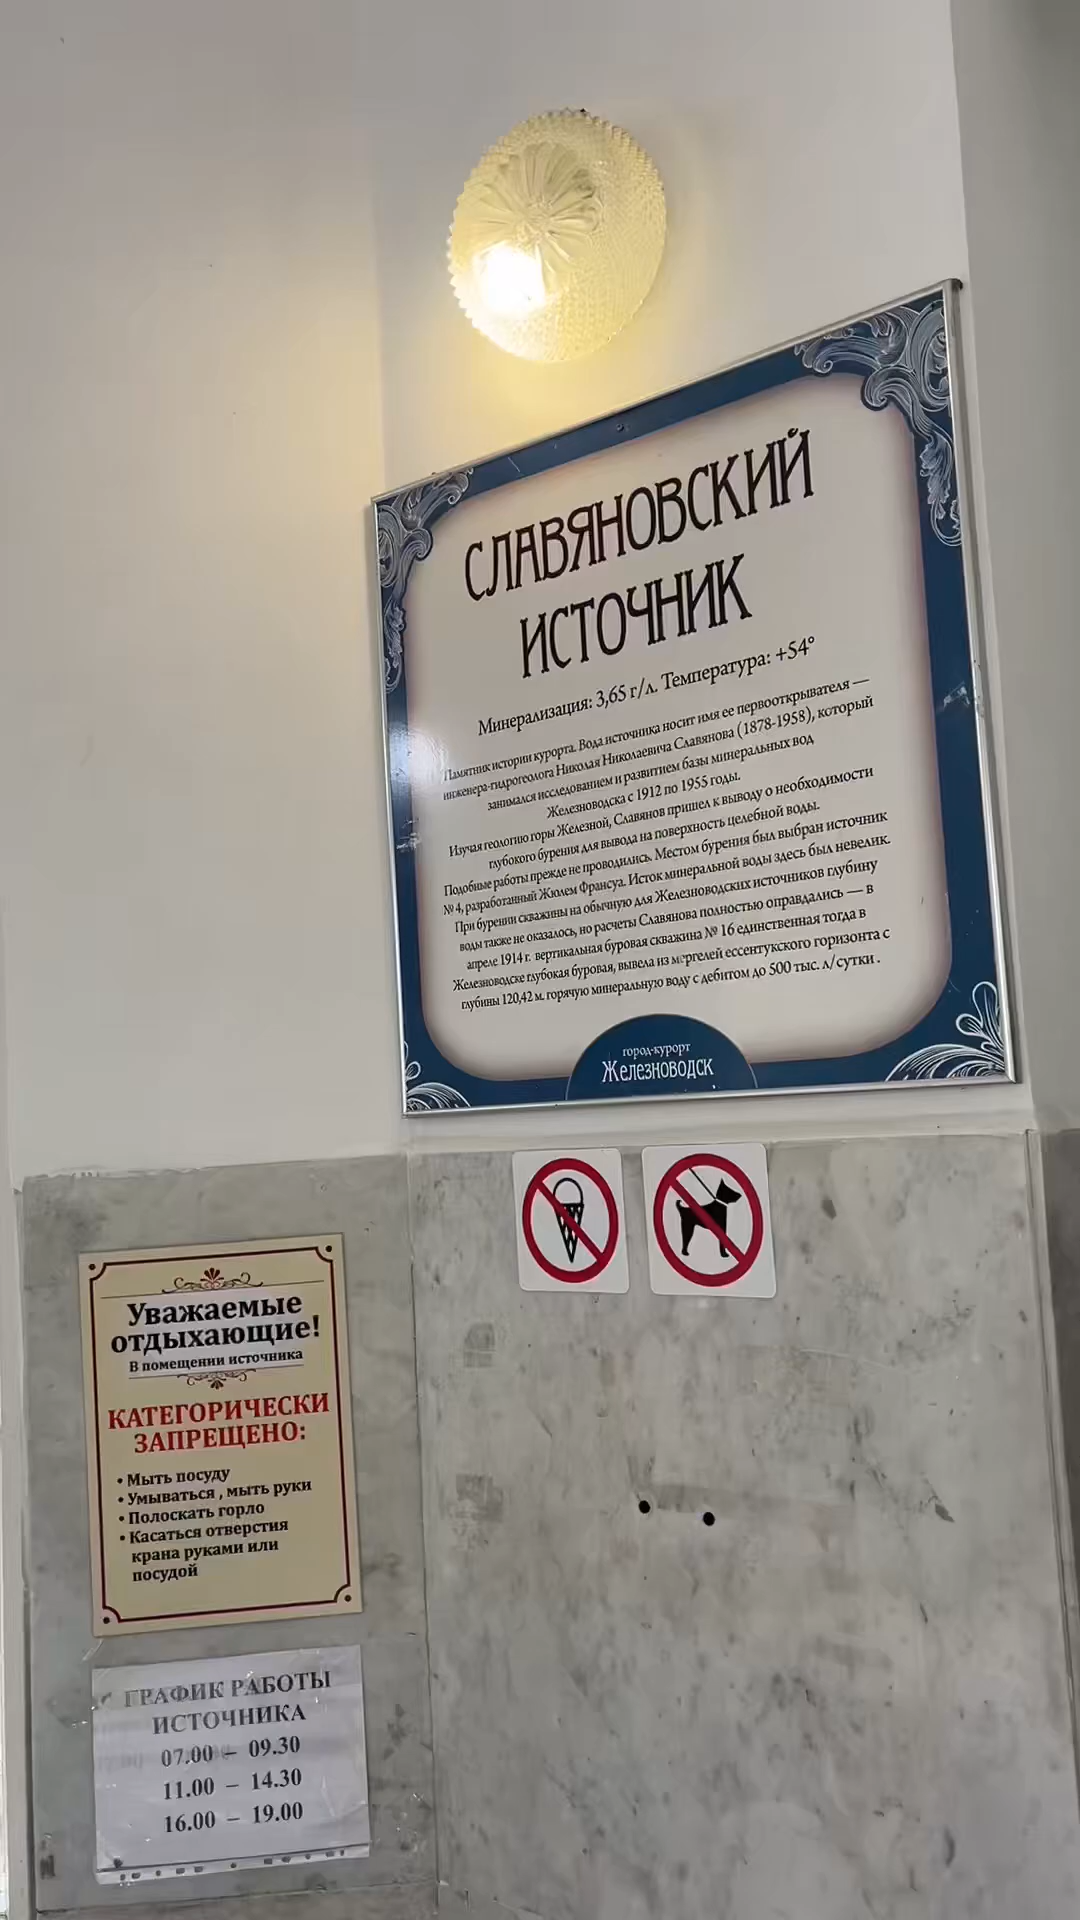 СЛАВЯНОВСКИЙ
ИСТОЧНИК
Минерализация: 3,65 г/л. Температура: +54°
Памятник истории курорта. Вода источника носит имя ее первооткрывателя —
инженера-гидрогеолога Николая Николаевича Славянова (1878-1958), который
занимался исследованием и развитием базы минеральных вод
Железноводска с 1912 по 1955 годы.
Изучая геологию горы Железной, Славянов пришел к выводу о необходимости
глубокого бурения для вывода на поверхность целебной воды.
Подобные работы прежде не проводились. Местом бурения был выбран источник
№ 4, разработанный Жюлем Франсуа. Исток минеральной воды здесь был невелик.
При бурении скважины на обычную для Железноводских источников глубину
воды также не оказалось, но расчеты Славянова полностью оправдались — в
апреле 1914 г. вертикальная буровая скважина № 16 единственная тогда в
Железноводске глубокая буровая, вывела из мергелей ессентукского горизонта с
глубины 120,42 м. горячую минеральную воду с дебитом до 500 тыс. л/сутки .
город-курорт
Железноводск
Уважаемые
отдыхающие!
В помещении источника
КАТЕГОРИЧЕСКИ
ЗАПРЕЩЕНО:
• Мыть посуду
• Умываться , мыть руки
• Полоскать горло
• Касаться отверстия
крана руками или
посудой
ГРАФИК РАБОТЫ
ИСТОЧНИКА
07.00 – 09.30
11.00 – 14.30
16.00 – 19.00